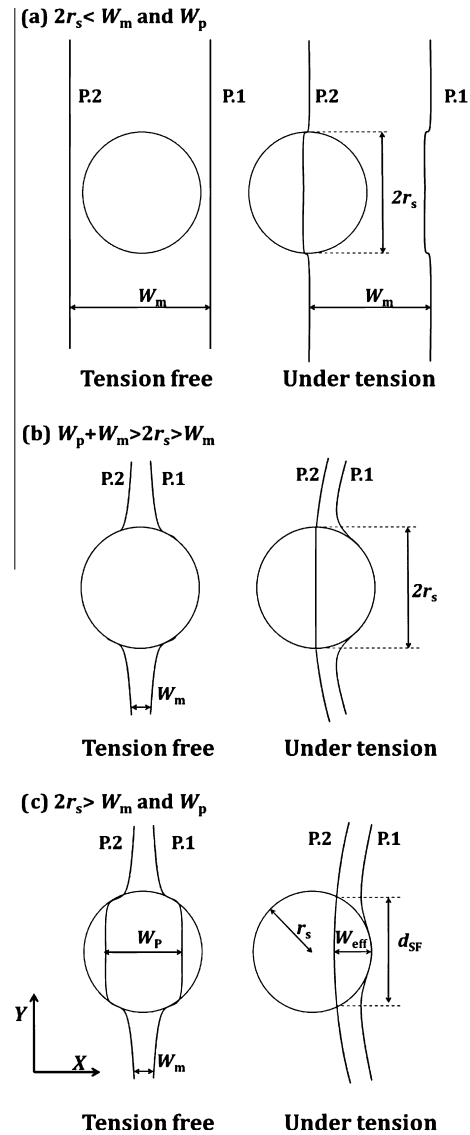 (a) 2rs< Wm and Wp
P.2 P.1 P.2 P.1
2rs
Wm Wm
Tension free Under tension
(b) Wp+Wm>2rs>Wm
P.2 P.1 P.2 P.1
2rs
Wm
Tension free Under tension
(c) 2rs> Wm and Wp
P.2 P.1 P.2 P.1
WP rs Weff dSF
Y
X Wm
Tension free Under tension